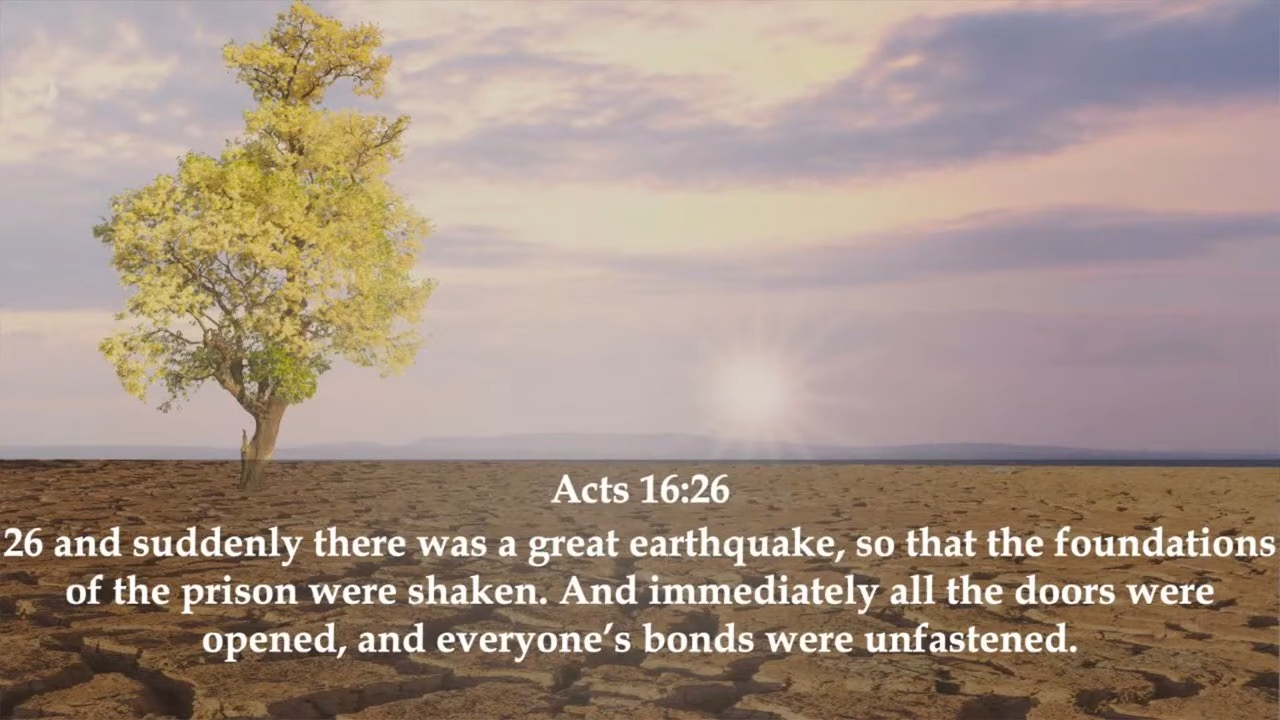 Acts 16:26
26 and suddenly there was a great earthquake, so that the foundations
of the prison were shaken. And immediately all the doors were
opened, and everyone’s bonds were unfastened.